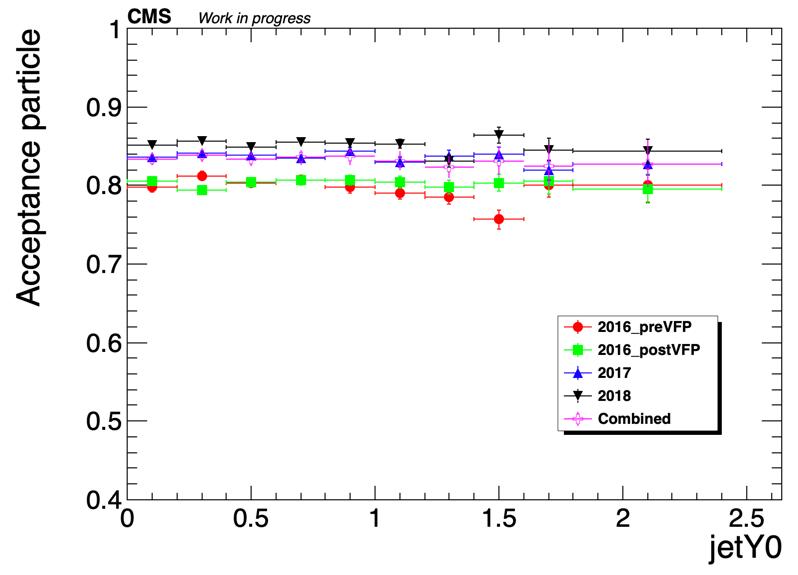 CMS Work in progress
Acceptance particle
1
0.9
0.8
0.7
0.6
0.5
0.4
2016_preVFP
2016_postVFP
2017
2018
Combined
0 0.5 1 1.5 2 2.5
jetY0